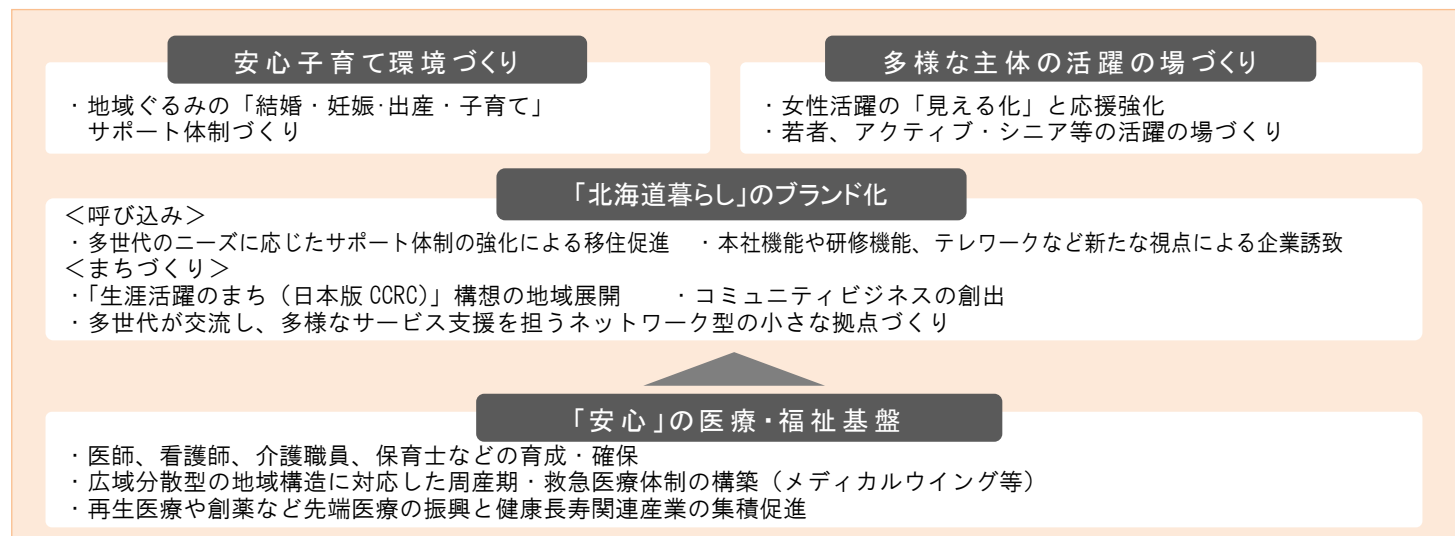 安心子育て環境づくり
・地域ぐるみの「結婚・妊娠・出産・子育て」
サポート体制づくり
多様な主体の活躍の場づくり
・女性活躍の「見える化」と応援強化
・若者、アクティブ・シニア等の活躍の場づくり
「北海道暮らし」のブランド化
＜呼び込み＞
・多世代のニーズに応じたサポート体制の強化による移住促進　・本社機能や研修機能、テレワークなど新たな視点による企業誘致
＜まちづくり＞
・「生涯活躍のまち（日本版 CCRC）」構想の地域展開　　・コミュニティビジネスの創出
・多世代が交流し、多様なサービス支援を担うネットワーク型の小さな拠点づくり
「安心」の医療・福祉基盤
・医師、看護師、介護職員、保育士などの育成・確保
・広域分散型の地域構造に対応した周産期・救急医療体制の構築（メディカルウイング等）
・再生医療や創薬など先端医療の振興と健康長寿関連産業の集積促進